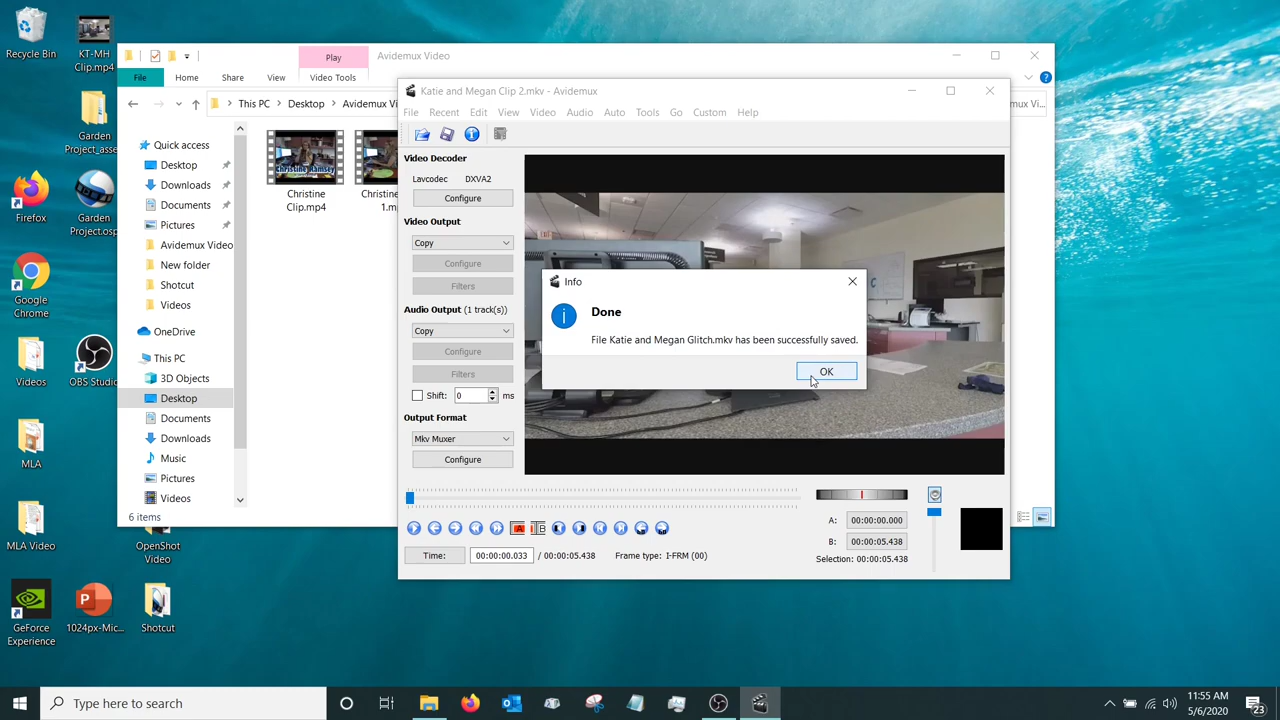 Recycle Bin
KT-MH
Clip.mp4
Garden
Project_asse
Firefox
Garden
Project.osp
Google
Chrome
Videos
OBS Studio
MLA
MLA Video
OpenShot
Video
GeForce
Experience
1024px-Mic...
Shotcut
Play
Avidemux Video
File
Home
Share
View
Video Tools
This PC
Desktop
Avidemux Vi
mux Vi...
Quick access
Desktop
Downloads
Documents
Pictures
Avidemux Video
New folder
Shotcut
Videos
OneDrive
This PC
3D Objects
Desktop
Documents
Downloads
Music
Pictures
Videos
6 items
Christine Ramsey
Christine
Clip.mp4
Christine
1.mp
Katie and Megan Clip 2.mkv - Avidemux
File Recent Edit View Video Audio Auto Tools Go Custom Help
Video Decoder
Lavcodec DXVA2
Configure
Video Output
Copy
Configure
Filters
Audio Output (1 track(s))
Copy
Configure
Filters
Shift: 0 ms
Output Format
Mkv Muxer
Configure
Info
Done
File Katie and Megan Glitch.mkv has been successfully saved.
OK
A B
A: 00:00:00.000
B: 00:00:05.438
Selection: 00:00:05.438
Time: 00:00:00.033 / 00:00:05.438 Frame type: I-FRM (00)
Type here to search
11:55 AM
5/6/2020
23